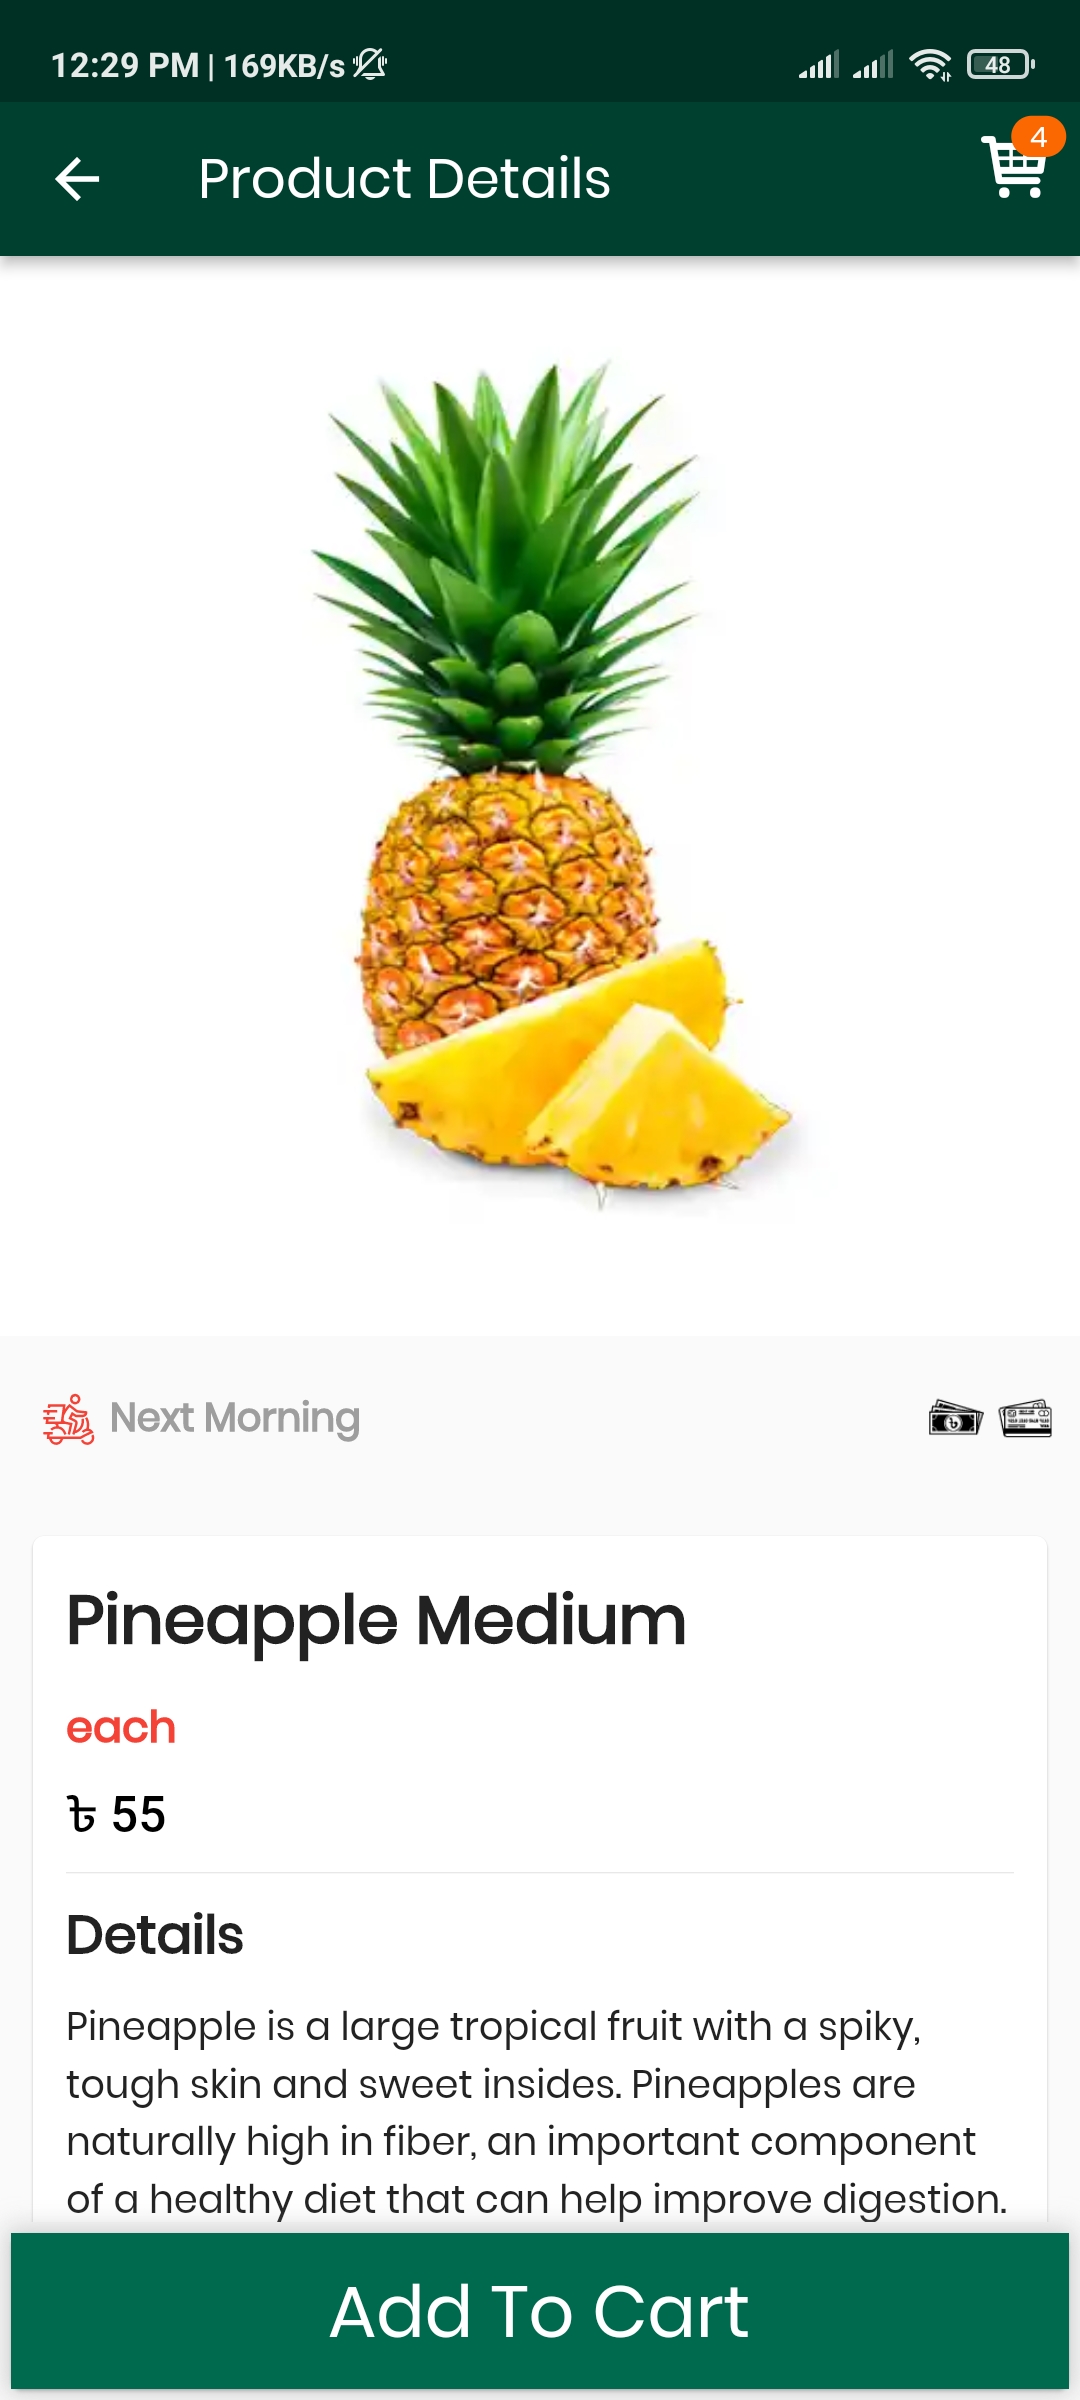 12:29 PM | 169KB/s
48
Product Details
4
Next Morning
Pineapple Medium
each
৳ 55
Details
Pineapple is a large tropical fruit with a spiky,
tough skin and sweet insides. Pineapples are
naturally high in fiber, an important component
of a healthy diet that can help improve digestion.
Add To Cart